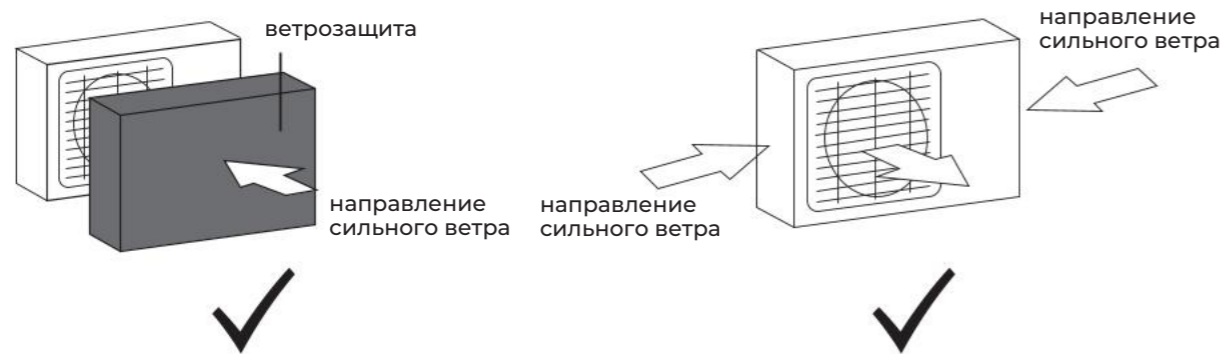 ветрозащита
направление
сильного ветра
направление
сильного ветра
направление
сильного ветра